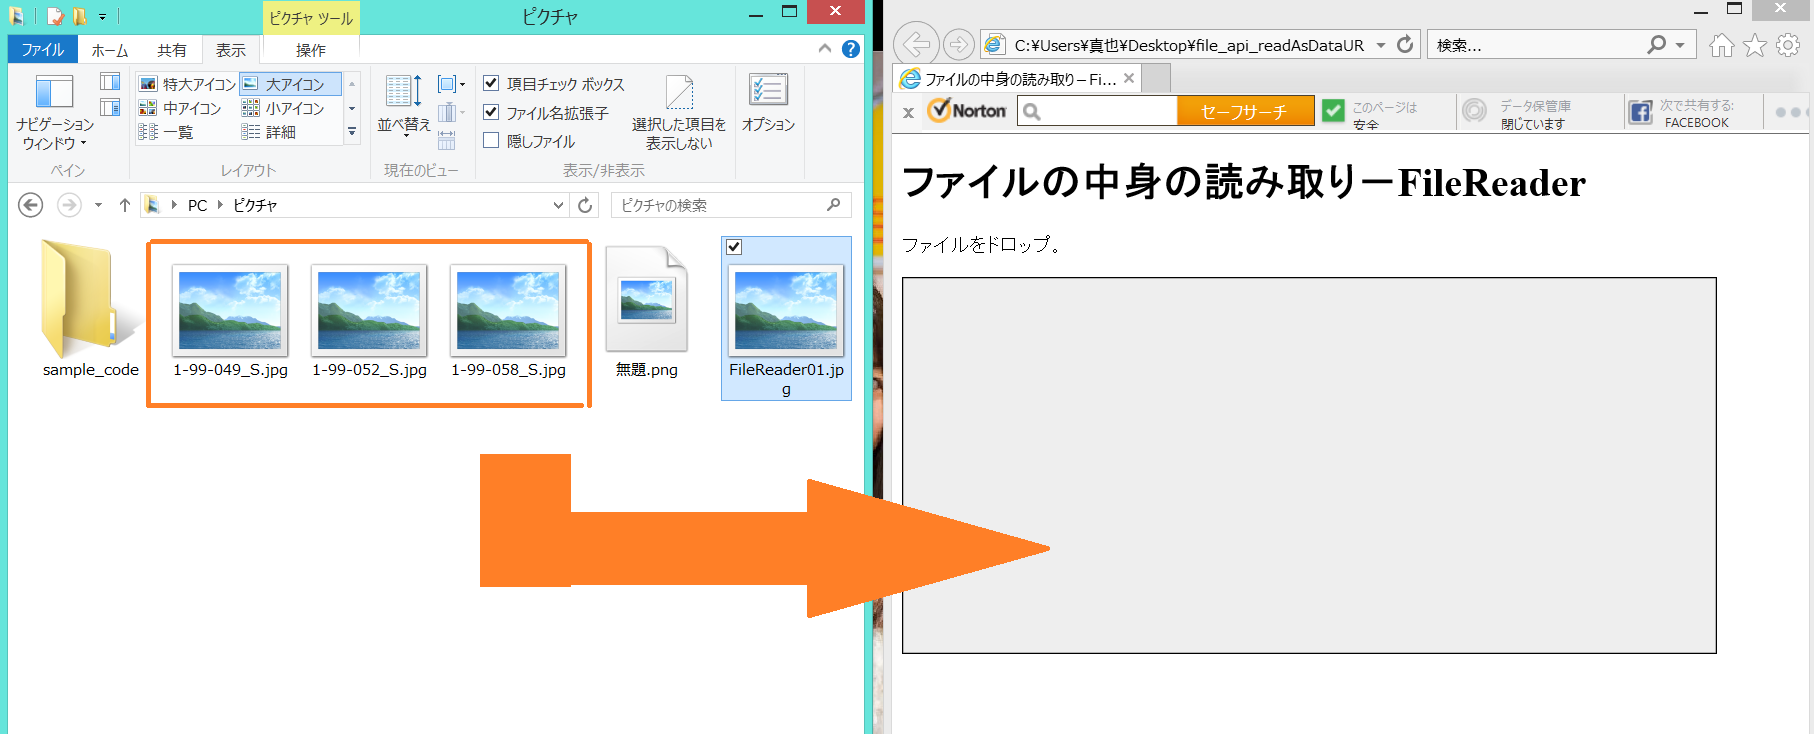 ピクチャ ツール
ピクチャ
ファイル
ホーム
共有
表示
操作
ナビゲーション
ウィンドウ
特大アイコン
大アイコン
中アイコン
小アイコン
一覧
詳細
並べ替え
項目チェック ボックス
ファイル名拡張子
隠しファイル
選択した項目を
表示しない
オプション
ペイン
レイアウト
現在のビュー
表示/非表示
PC
ピクチャ
ピクチャの検索
sample_code
1-99-049_S.jpg
1-99-052_S.jpg
1-99-058_S.jpg
無題.png
FileReader01.jp
g
C:¥Users¥真也¥Desktop¥file_api_readAsDataUR
検索...
ファイルの中身の読み取り－Fi...
x
Norton
セーフサーチ
このページは
安全
データ保管庫
閉じています
次で共有する:
FACEBOOK
ファイルの中身の読み取り－FileReader
ファイルをドロップ。